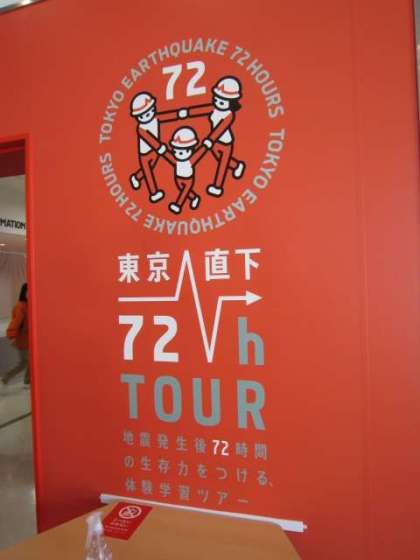 TOKYO EARTHQUAKE 72 HOURS TOKYO EARTHQUAKE 72 HOURS
72
MATION
東京直下
72h
TOUR
地震発生後72時間
の生存力をつける、
体験学習ツアー